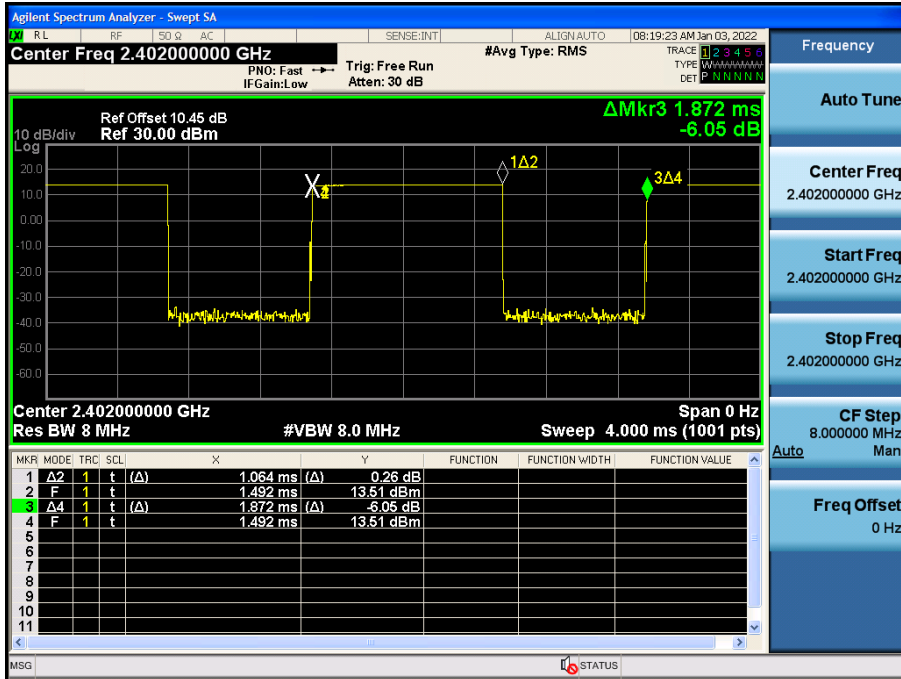 Agilent Spectrum Analyzer - Swept SA
LXI RL RF 50 Ω AC SENSE:INT ALIGN AUTO 08:19:23 AM Jan 03, 2022
Center Freq 2.402000000 GHz
PNO: Fast
IFGain:Low
Trig: Free Run
Atten: 30 dB
#Avg Type: RMS
TRACE 1 2 3 4 5 6
TYPE WWWWWW
DET P N N N N N
Ref Offset 10.45 dB
10 dB/div Ref 30.00 dBm
Log
ΔMkr3 1.872 ms
-6.05 dB
20.0
10.0
0.00
-10.0
-20.0
-30.0
-40.0
-50.0
-60.0
1Δ2
3Δ4
Center 2.402000000 GHz Span 0 Hz
Res BW 8 MHz #VBW 8.0 MHz Sweep 4.000 ms (1001 pts)
MKR MODE TRC SCL X Y FUNCTION FUNCTION WIDTH FUNCTION VALUE
1 Δ2 1 t (Δ) 1.064 ms (Δ) 0.26 dB
2 F 1 t 1.492 ms 13.51 dBm
3 Δ4 1 t (Δ) 1.872 ms (Δ) -6.05 dB
4 F 1 t 1.492 ms 13.51 dBm
5
6
7
8
9
10
11
MSG STATUS
Frequency
Auto Tune
Center Freq
2.402000000 GHz
Start Freq
2.402000000 GHz
Stop Freq
2.402000000 GHz
CF Step
8.000000 MHz
Auto Man
Freq Offset
0 Hz